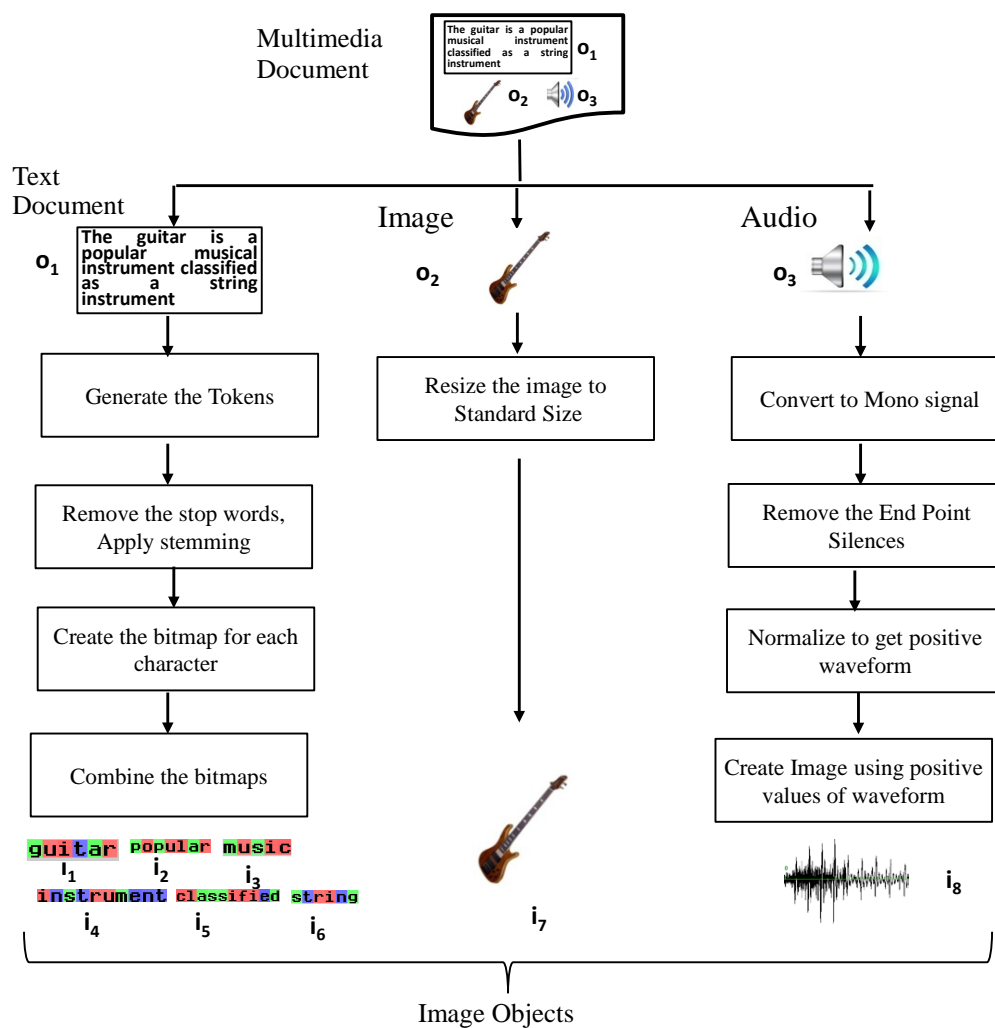 Multimedia
Document
The guitar is a popular
musical instrument
classified as a string
instrument
o1
o2
o3
Text
Document
Image
Audio
o1
The guitar is a
popular musical
instrument classified
as a string
instrument
o2
o3
Generate the Tokens
Resize the image to
Standard Size
Convert to Mono signal
Remove the stop words,
Apply stemming
Remove the End Point
Silences
Create the bitmap for each
character
Normalize to get positive
waveform
Combine the bitmaps
Create Image using positive
values of waveform
guitar popular music
i1 i2 i3
instrument classified string
i4 i5 i6
i7
i8
Image Objects